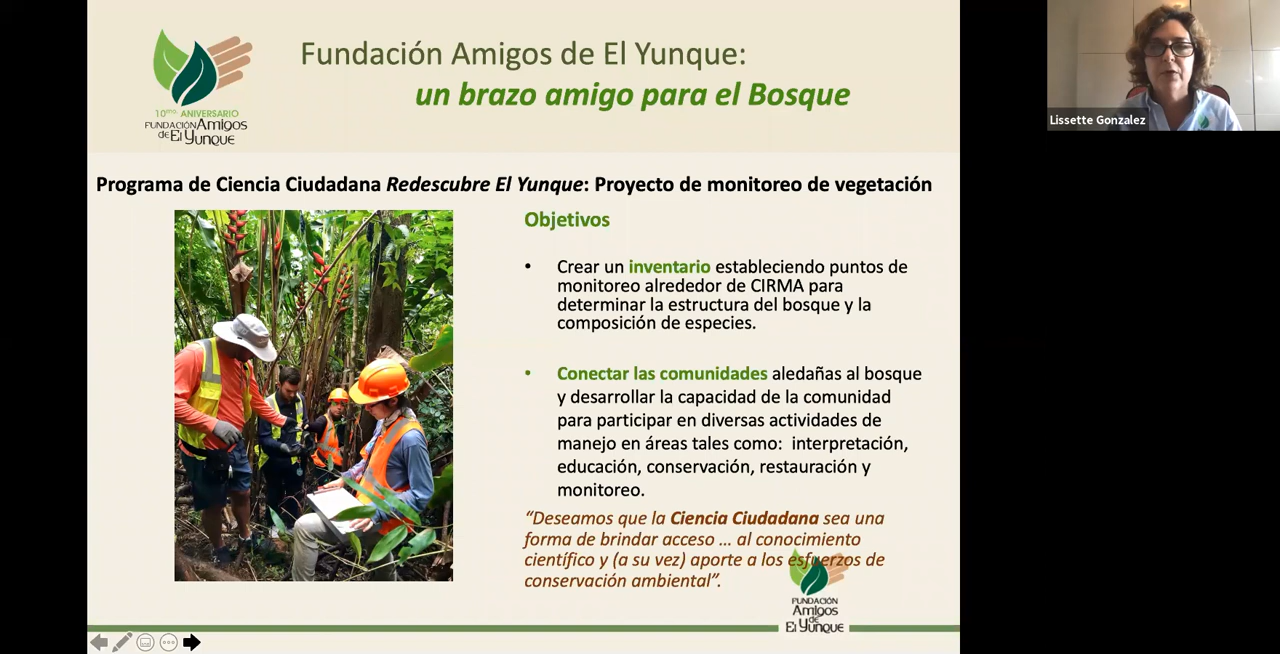 Fundación Amigos de El Yunque:
un brazo amigo para el Bosque
10mo. ANIVERSARIO
FUNDACIÓN Amigos
de El Yunque
Lissette Gonzalez
Programa de Ciencia Ciudadana Redescubre El Yunque: Proyecto de monitoreo de vegetación
Objetivos
• Crear un inventario estableciendo puntos de
monitoreo alrededor de CIRMA para
determinar la estructura del bosque y la
composición de especies.
• Conectar las comunidades aledañas al bosque
y desarrollar la capacidad de la comunidad
para participar en diversas actividades de
manejo en áreas tales como: interpretación,
educación, conservación, restauración y
monitoreo.
“Deseamos que la Ciencia Ciudadana sea una
forma de brindar acceso … al conocimiento
científico y (a su vez) aporte a los esfuerzos de
conservación ambiental”.
FUNDACIÓN
Amigos
de
El Yunque